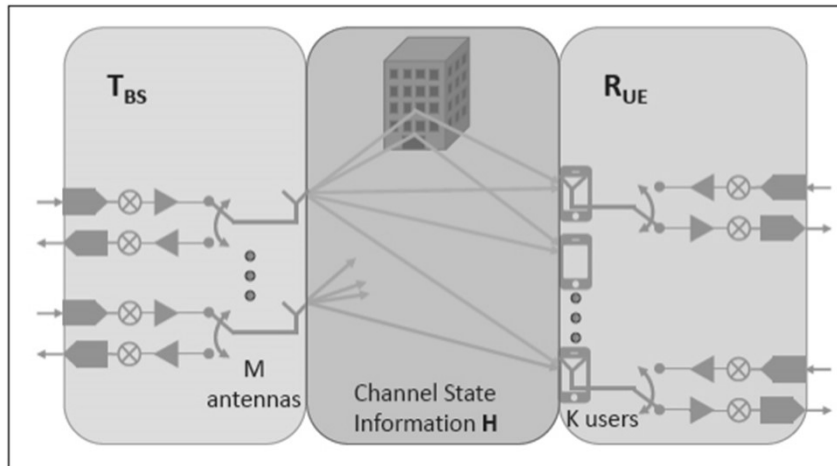 T_BS
R_UE
M
antennas
Channel State
Information H
K users